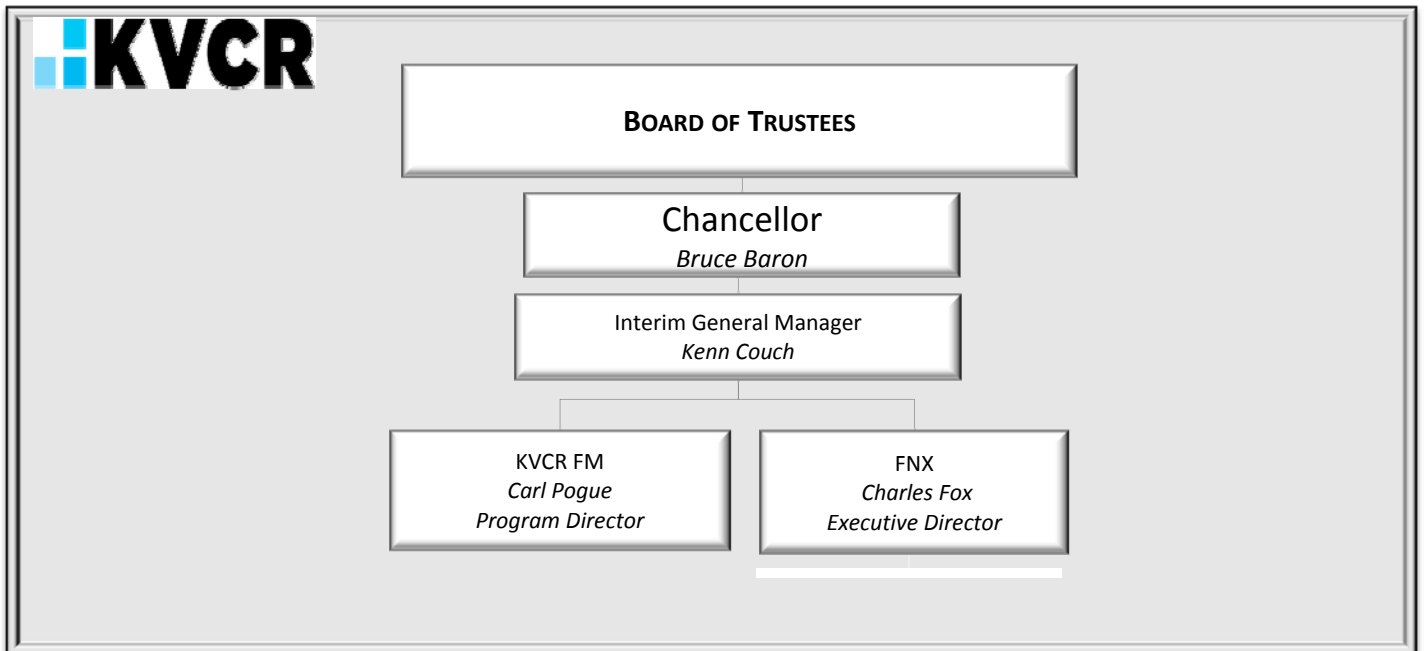 KVCR
BOARD OF TRUSTEES
Chancellor
Bruce Baron
Interim General Manager
Kenn Couch
KVCR FM
Carl Pogue
Program Director
FNX
Charles Fox
Executive Director